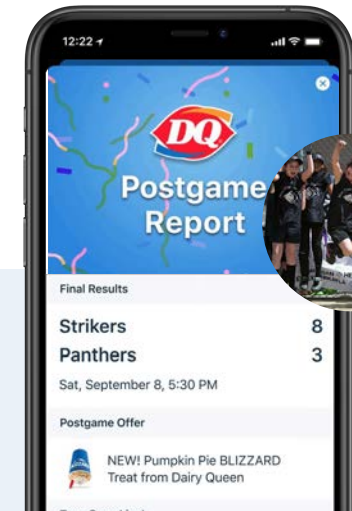 12:22
DQ
Postgame
Report
Final Results
Strikers 8
Panthers 3
Sat, September 8, 5:30 PM
Postgame Offer
NEW! Pumpkin Pie BLIZZARD
Treat from Dairy Queen